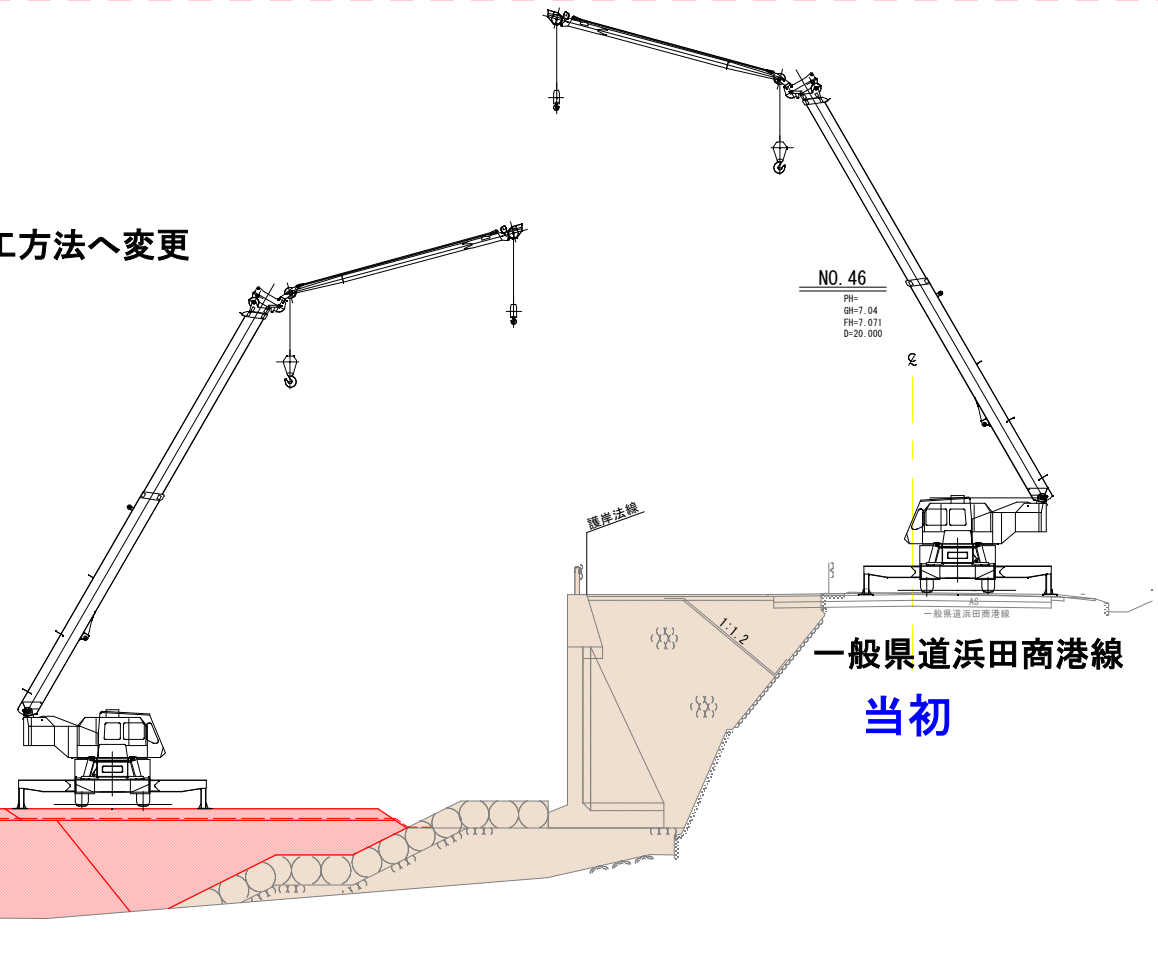 工方法へ変更
NO. 46
PH=
GH=7.04
FH=7.071
D=20.000
℄
護岸法線
1:1.2
AS
一般県道浜田商港線
一般県道浜田商港線
当初